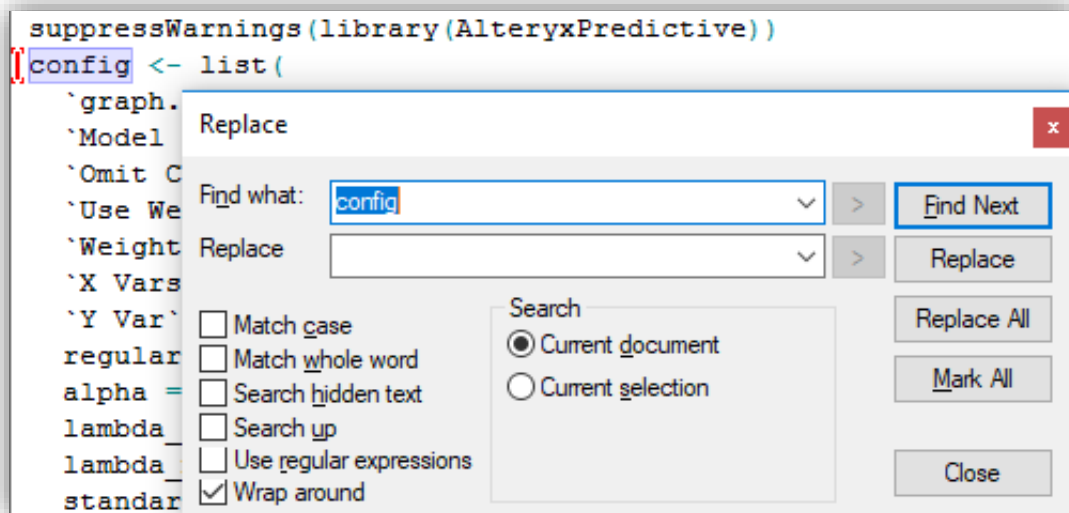 suppressWarnings(library(AlteryxPredictive))
config <- list(
`graph.
`Model
`Omit C
`Use We
`Weight
`X Vars
`Y Var`
regular
alpha =
lambda_
lambda_
standar
Replace
x
Find what:
config
>
Find Next
Replace
>
Replace
Match case
Match whole word
Search hidden text
Search up
Use regular expressions
Wrap around
Search
Current document
Current selection
Replace All
Mark All
Close